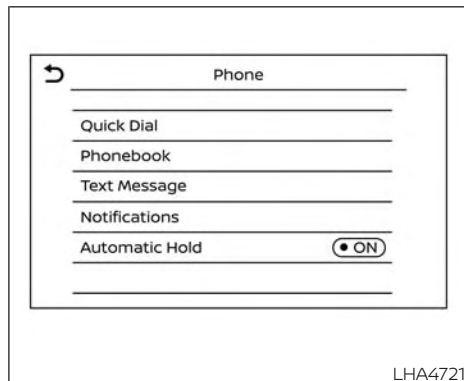 Phone
Quick Dial
Phonebook
Text Message
Notifications
Automatic Hold ON
LHA4721